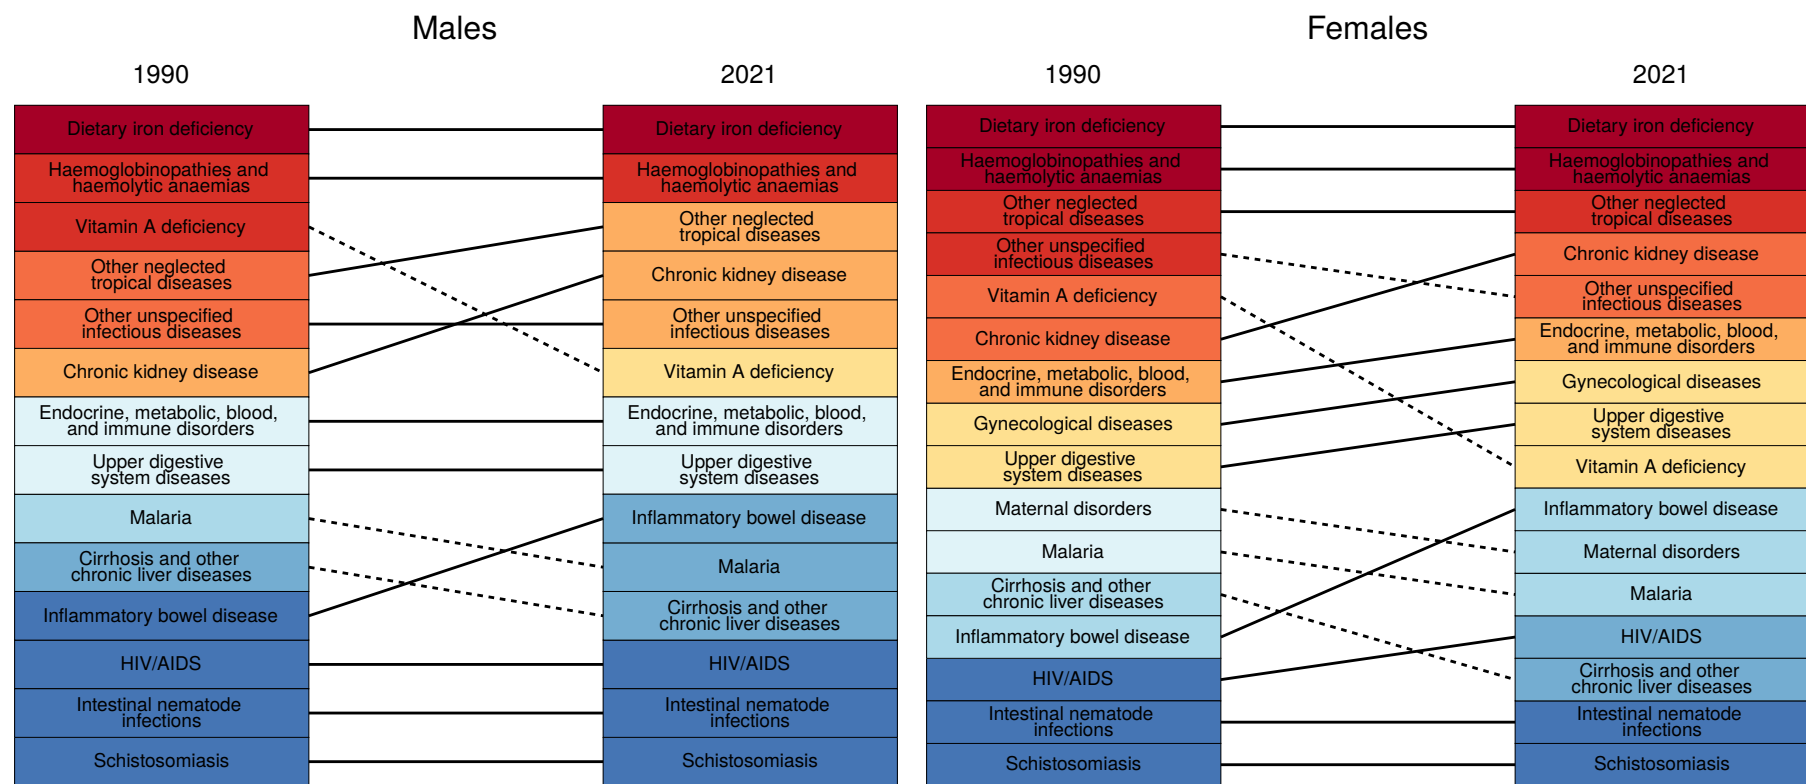 Males
1990
2021
Dietary iron deficiency
Haemoglobinopathies and
haemolytic anaemias
Vitamin A deficiency
Other neglected
tropical diseases
Other unspecified
infectious diseases
Chronic kidney disease
Endocrine, metabolic, blood,
and immune disorders
Upper digestive
system diseases
Malaria
Cirrhosis and other
chronic liver diseases
Inflammatory bowel disease
HIV/AIDS
Intestinal nematode
infections
Schistosomiasis
Dietary iron deficiency
Haemoglobinopathies and
haemolytic anaemias
Other neglected
tropical diseases
Chronic kidney disease
Other unspecified
infectious diseases
Vitamin A deficiency
Endocrine, metabolic, blood,
and immune disorders
Upper digestive
system diseases
Inflammatory bowel disease
Malaria
Cirrhosis and other
chronic liver diseases
HIV/AIDS
Intestinal nematode
infections
Schistosomiasis
Females
1990
2021
Dietary iron deficiency
Haemoglobinopathies and
haemolytic anaemias
Other neglected
tropical diseases
Other unspecified
infectious diseases
Vitamin A deficiency
Chronic kidney disease
Endocrine, metabolic, blood,
and immune disorders
Gynecological diseases
Upper digestive
system diseases
Maternal disorders
Malaria
Cirrhosis and other
chronic liver diseases
Inflammatory bowel disease
HIV/AIDS
Intestinal nematode
infections
Schistosomiasis
Dietary iron deficiency
Haemoglobinopathies and
haemolytic anaemias
Other neglected
tropical diseases
Chronic kidney disease
Other unspecified
infectious diseases
Endocrine, metabolic, blood,
and immune disorders
Gynecological diseases
Upper digestive
system diseases
Vitamin A deficiency
Inflammatory bowel disease
Maternal disorders
Malaria
HIV/AIDS
Cirrhosis and other
chronic liver diseases
Intestinal nematode
infections
Schistosomiasis